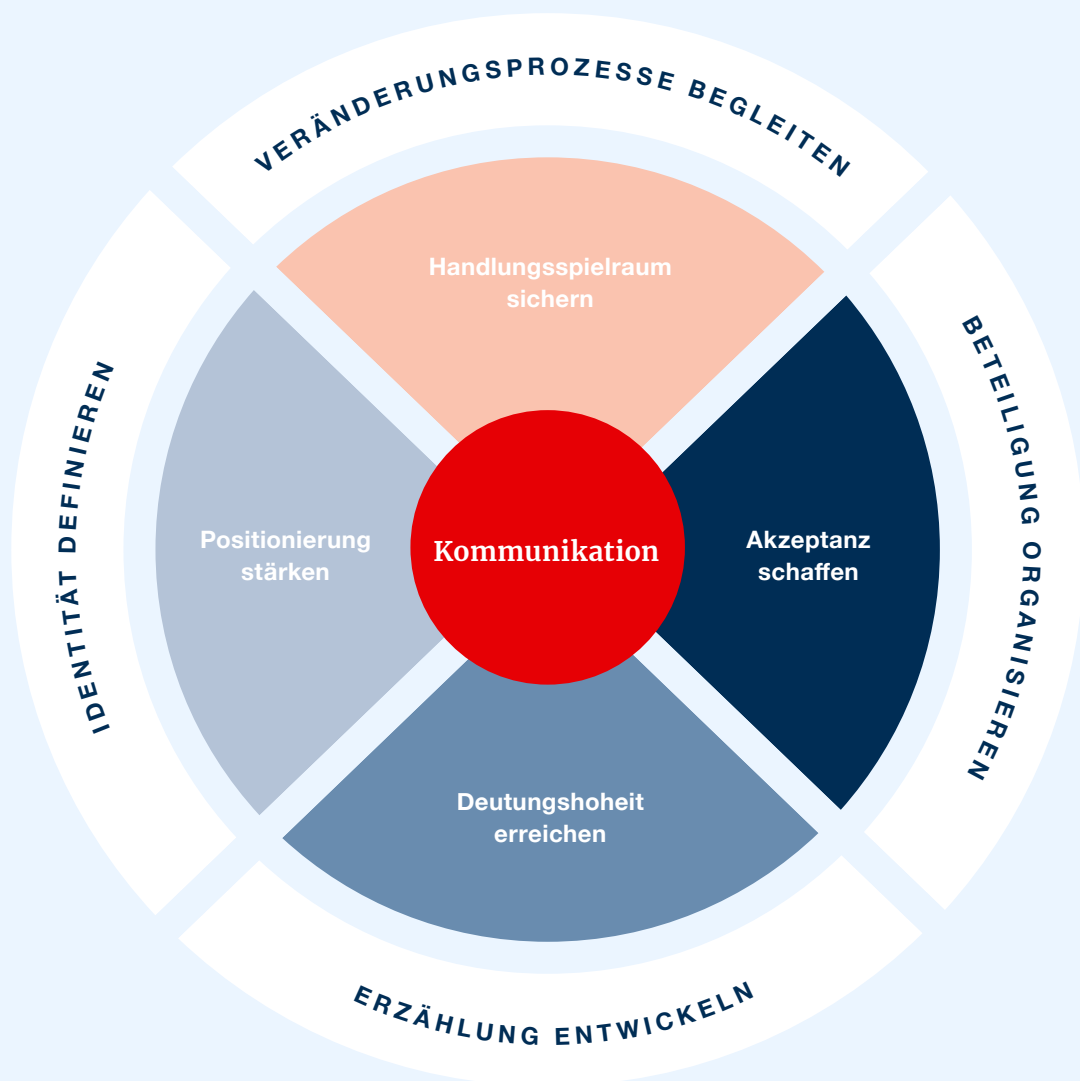 VERÄNDERUNGSPROZESSE BEGLEITEN
Handlungsspielraum
sichern
BETEILIGUNG ORGANISIEREN
IDENTITÄT DEFINIEREN
Positionierung
stärken
Kommunikation
Akzeptanz
schaffen
Deutungshoheit
erreichen
ERZÄHLUNG ENTWICKELN